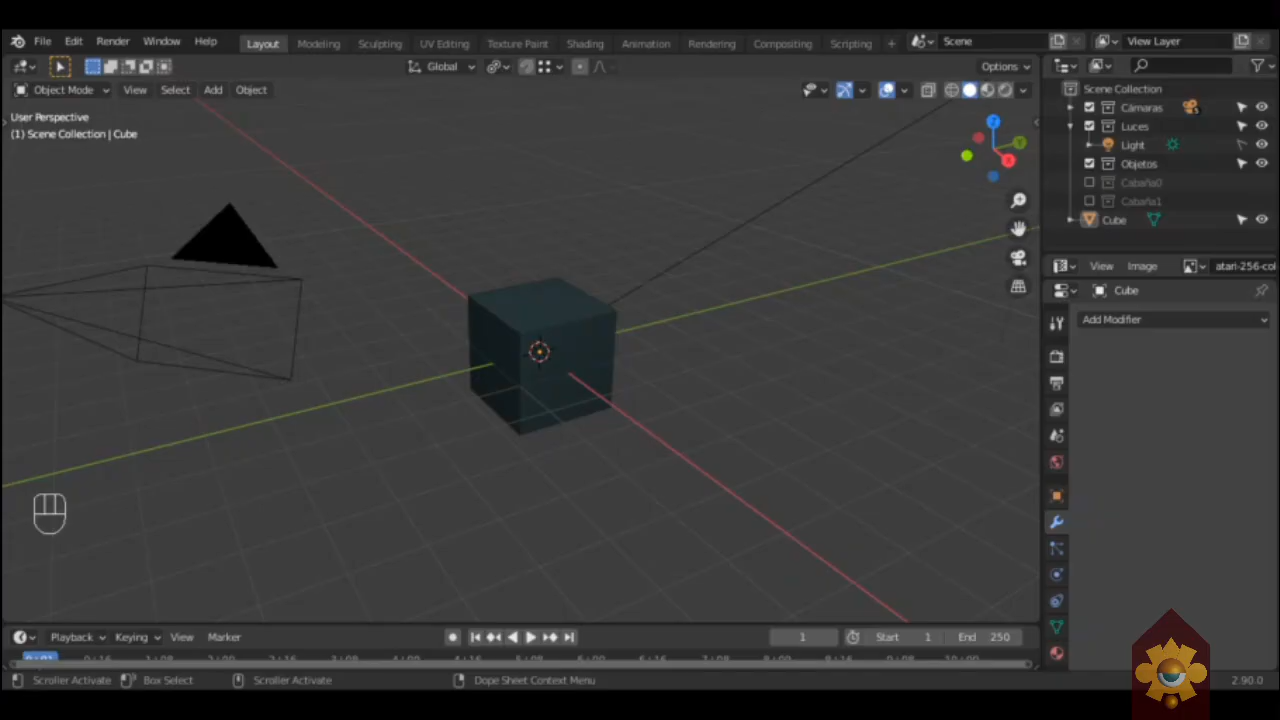 File Edit Render Window Help Layout Modeling Sculpting UV Editing Texture Paint Shading Animation Rendering Compositing Scripting + Scene View Layer
Global Options
Object Mode View Select Add Object
User Perspective
(1) Scene Collection | Cube
Scene Collection
Cámaras
Luces
Light
Objetos
Cabaña0
Cabaña1
Cube
View Image atari-256-col
Cube
Add Modifier
Playback Keying View Marker 1 Start 1 End 250
Scroller Activate Box Select Scroller Activate Dope Sheet Context Menu 2.90.0